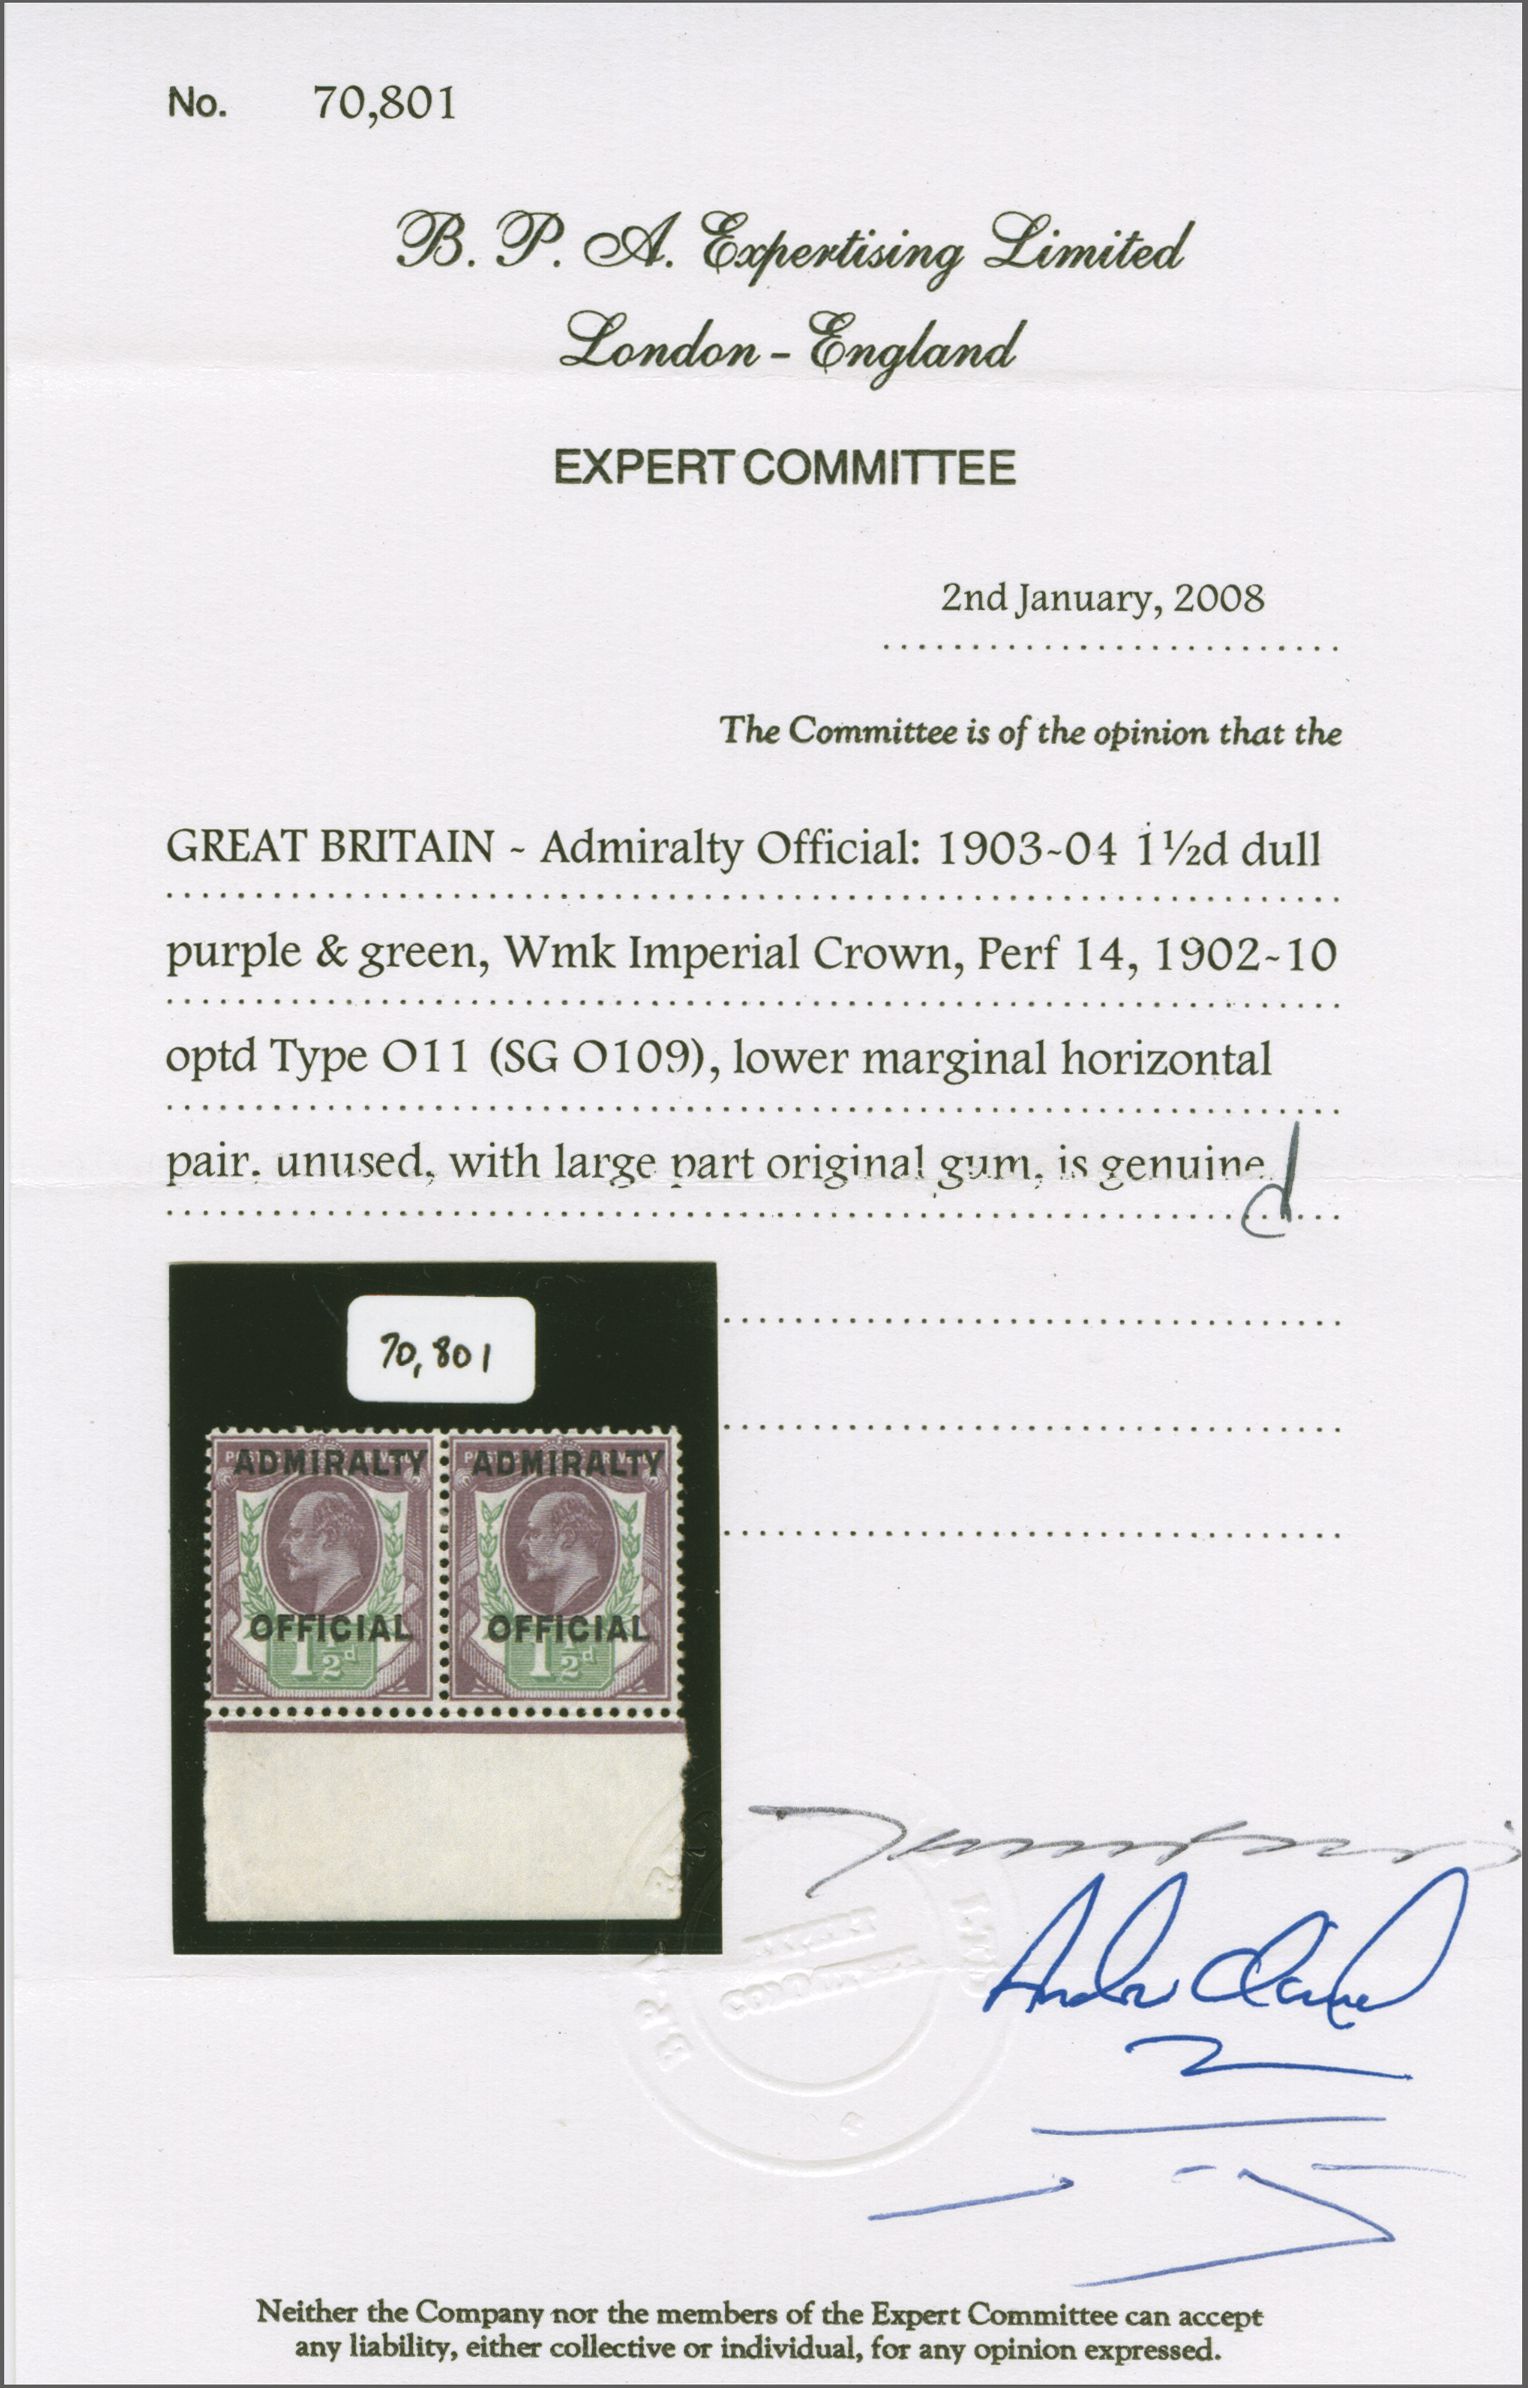 No. 70,801
B. P. A. Expertising Limited
London - England
EXPERT COMMITTEE
2nd January, 2008
The Committee is of the opinion that the
GREAT BRITAIN ~ Admiralty Official: 1903~04 1½d dull
purple & green, Wmk Imperial Crown, Perf 14, 1902~10
optd Type O11 (SG O109), lower marginal horizontal
pair, unused, with large part original gum, is genuine.
70,801
ADMIRALTY ADMIRALTY
OFFICIAL OFFICIAL
1½d 1½d
EXPERT
COMMITTEE
Neither the Company nor the members of the Expert Committee can accept
any liability, either collective or individual, for any opinion expressed.